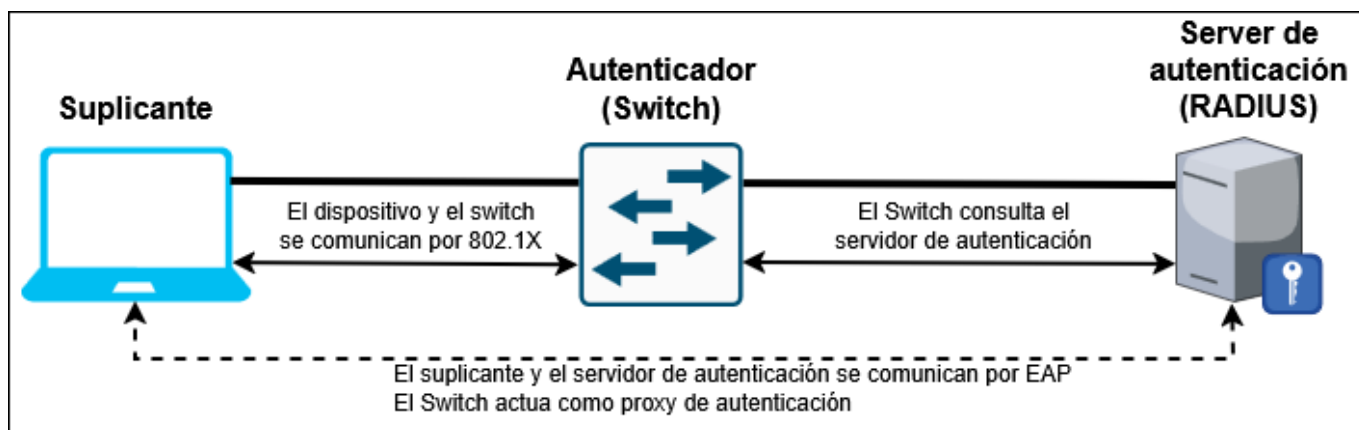 Suplicante
Autenticador
(Switch)
Server de
autenticación
(RADIUS)
El dispositivo y el switch
se comunican por 802.1X
El Switch consulta el
servidor de autenticación
El suplicante y el servidor de autenticación se comunican por EAP
El Switch actua como proxy de autenticación